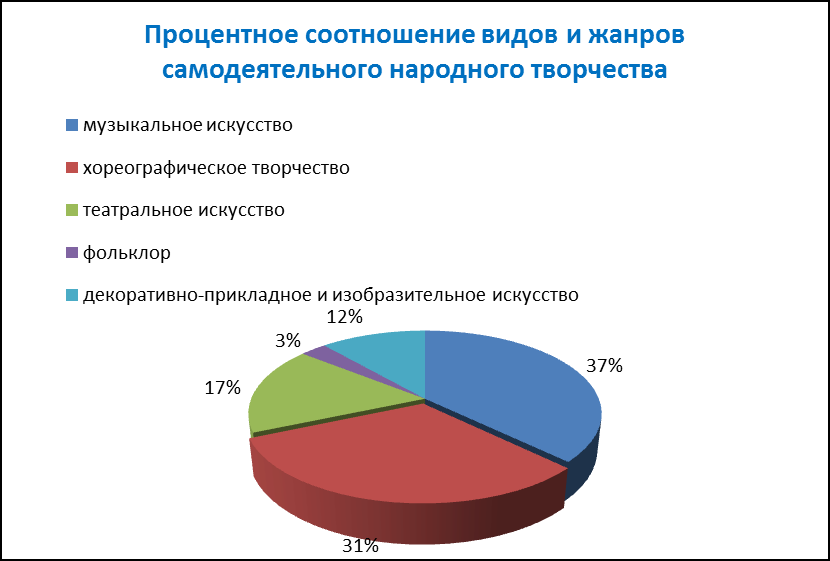 Процентное соотношение видов и жанров
самодеятельного народного творчества
музыкальное искусство
хореографическое творчество
театральное искусство
фольклор
декоративно-прикладное и изобразительное искусство
12%
3%
37%
17%
31%